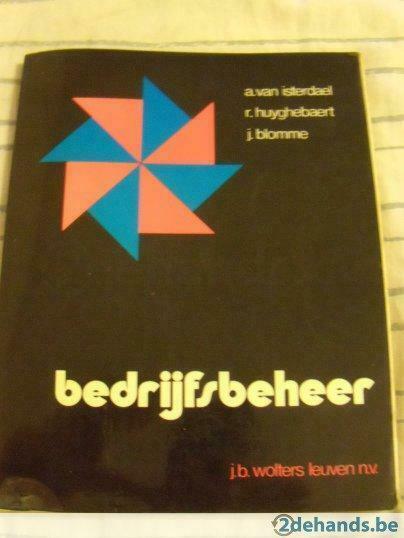 a. van isterdael
r. huyghebaert
j. blomme
bedrijfsbeheer
j.b. wolters leuven n.v.
2dehands.be